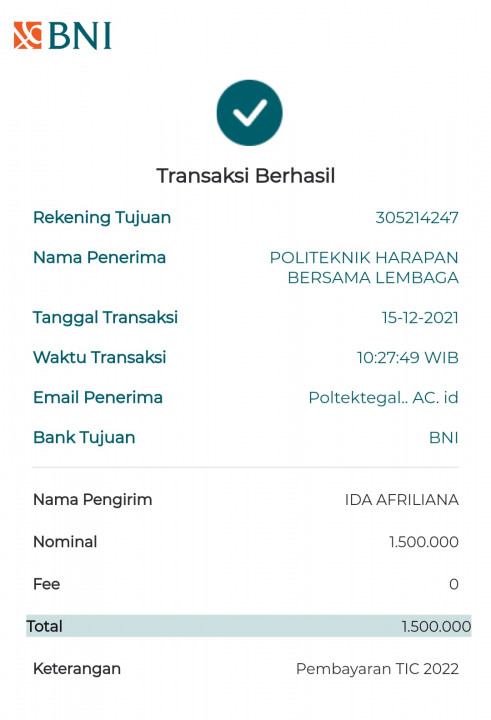 BNI
Transaksi Berhasil
Rekening Tujuan 305214247
Nama Penerima POLITEKNIK HARAPAN
BERSAMA LEMBAGA
Tanggal Transaksi 15-12-2021
Waktu Transaksi 10:27:49 WIB
Email Penerima Poltektegal.. AC. id
Bank Tujuan BNI
Nama Pengirim IDA AFRILIANA
Nominal 1.500.000
Fee 0
Total 1.500.000
Keterangan Pembayaran TIC 2022